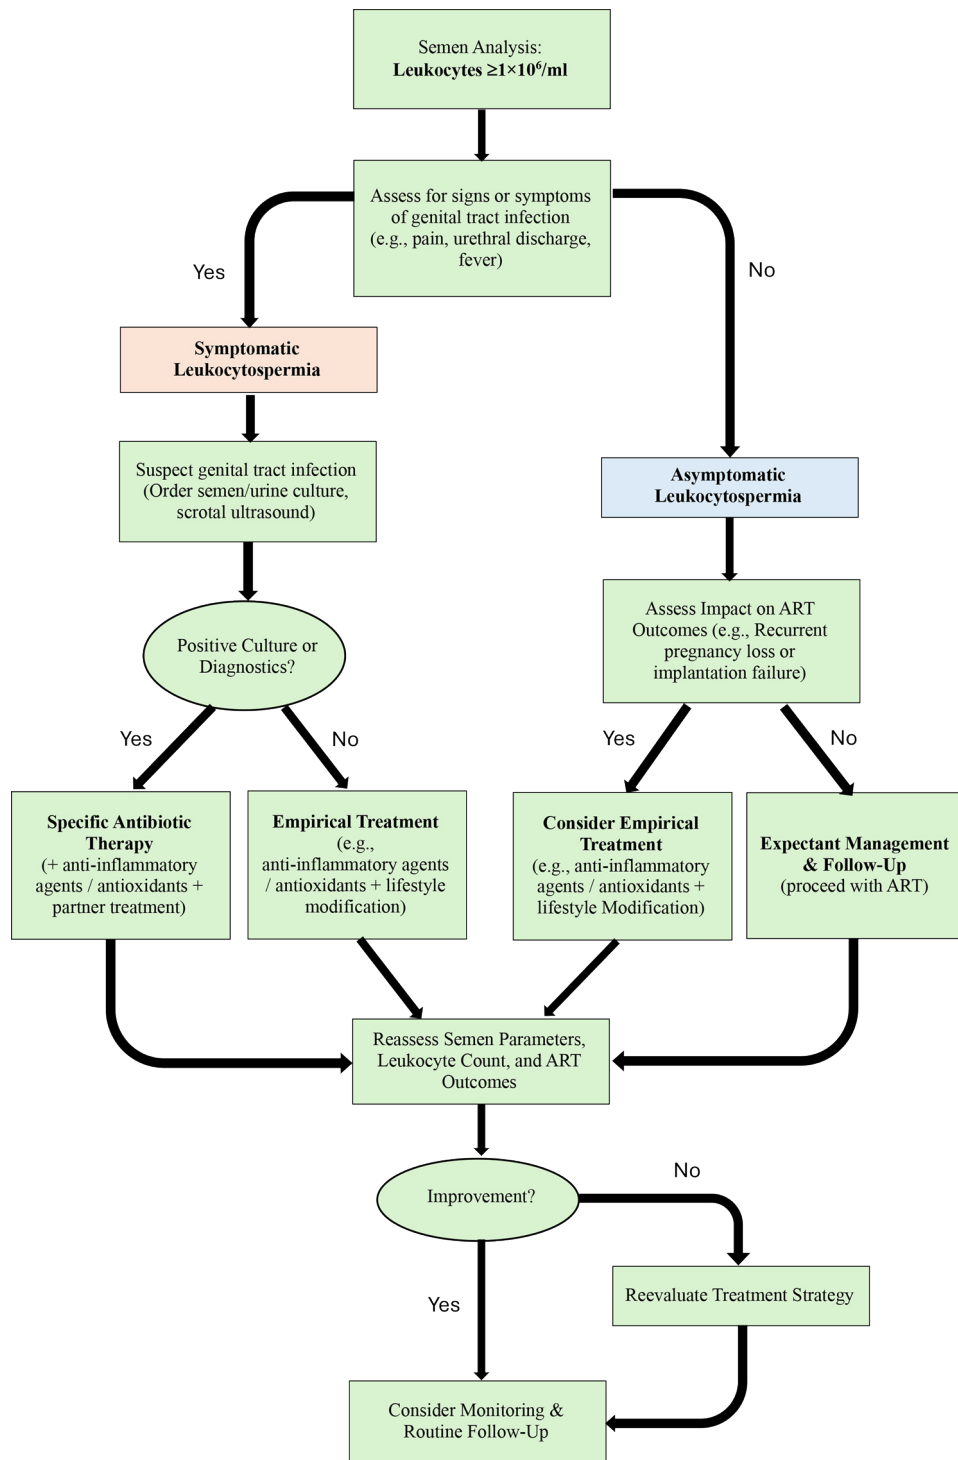 Semen Analysis:
Leukocytes ≥1×10⁶/ml
Assess for signs or symptoms
of genital tract infection
(e.g., pain, urethral discharge,
fever)
Yes
No
Symptomatic
Leukocytospermia
Suspect genital tract infection
(Order semen/urine culture,
scrotal ultrasound)
Asymptomatic
Leukocytospermia
Positive Culture or
Diagnostics?
Assess Impact on ART
Outcomes (e.g., Recurrent
pregnancy loss or
implantation failure)
Yes
No
Yes
No
Specific Antibiotic
Therapy
(+ anti-inflammatory
agents / antioxidants +
partner treatment)
Empirical Treatment
(e.g.,
anti-inflammatory agents
/ antioxidants + lifestyle
modification)
Consider Empirical
Treatment
(e.g., anti-inflammatory
agents / antioxidants +
lifestyle Modification)
Expectant Management
& Follow-Up
(proceed with ART)
Reassess Semen Parameters,
Leukocyte Count, and ART
Outcomes
Improvement?
No
Yes
Reevaluate Treatment Strategy
Consider Monitoring &
Routine Follow-Up